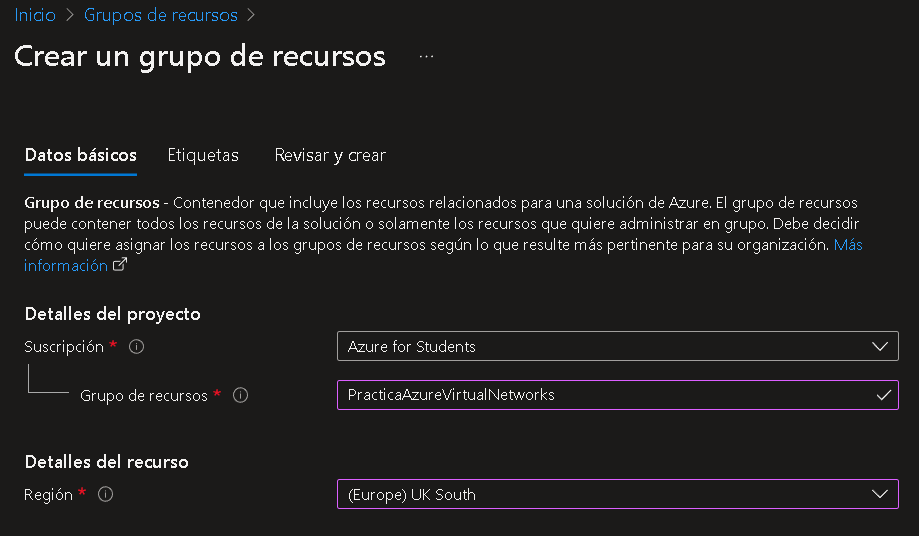 Inicio > Grupos de recursos >
Crear un grupo de recursos ...
Datos básicos Etiquetas Revisar y crear
Grupo de recursos - Contenedor que incluye los recursos relacionados para una solución de Azure. El grupo de recursos
puede contener todos los recursos de la solución o solamente los recursos que quiere administrar en grupo. Debe decidir
cómo quiere asignar los recursos a los grupos de recursos según lo que resulte más pertinente para su organización. Más
información
Detalles del proyecto
Suscripción * Azure for Students
Grupo de recursos * PracticaAzureVirtualNetworks
Detalles del recurso
Región * (Europe) UK South